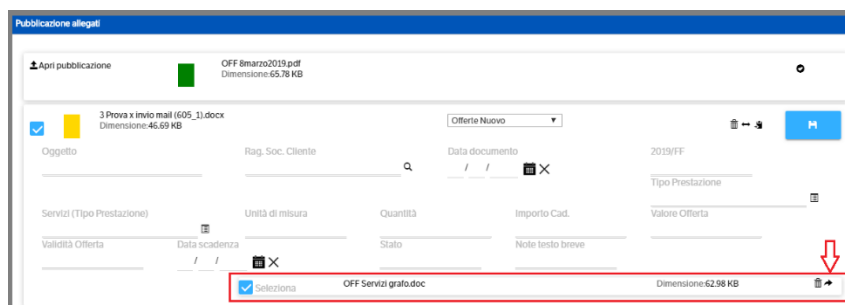 Pubblicazione allegati
Apri pubblicazione
OFF 8marzo2019.pdf
Dimensione:65.78 KB
3 Prova x invio mail (605_1).docx
Dimensione:46.69 KB
Offerte Nuovo
Oggetto
Rag. Soc. Cliente
Data documento
2019/FF
/ /
Tipo Prestazione
Servizi (Tipo Prestazione)
Unità di misura
Quantità
Importo Cad.
Valore Offerta
Validità Offerta
Data scadenza
Stato
Note testo breve
/ /
Seleziona
OFF Servizi grafo.doc
Dimensione:62.98 KB